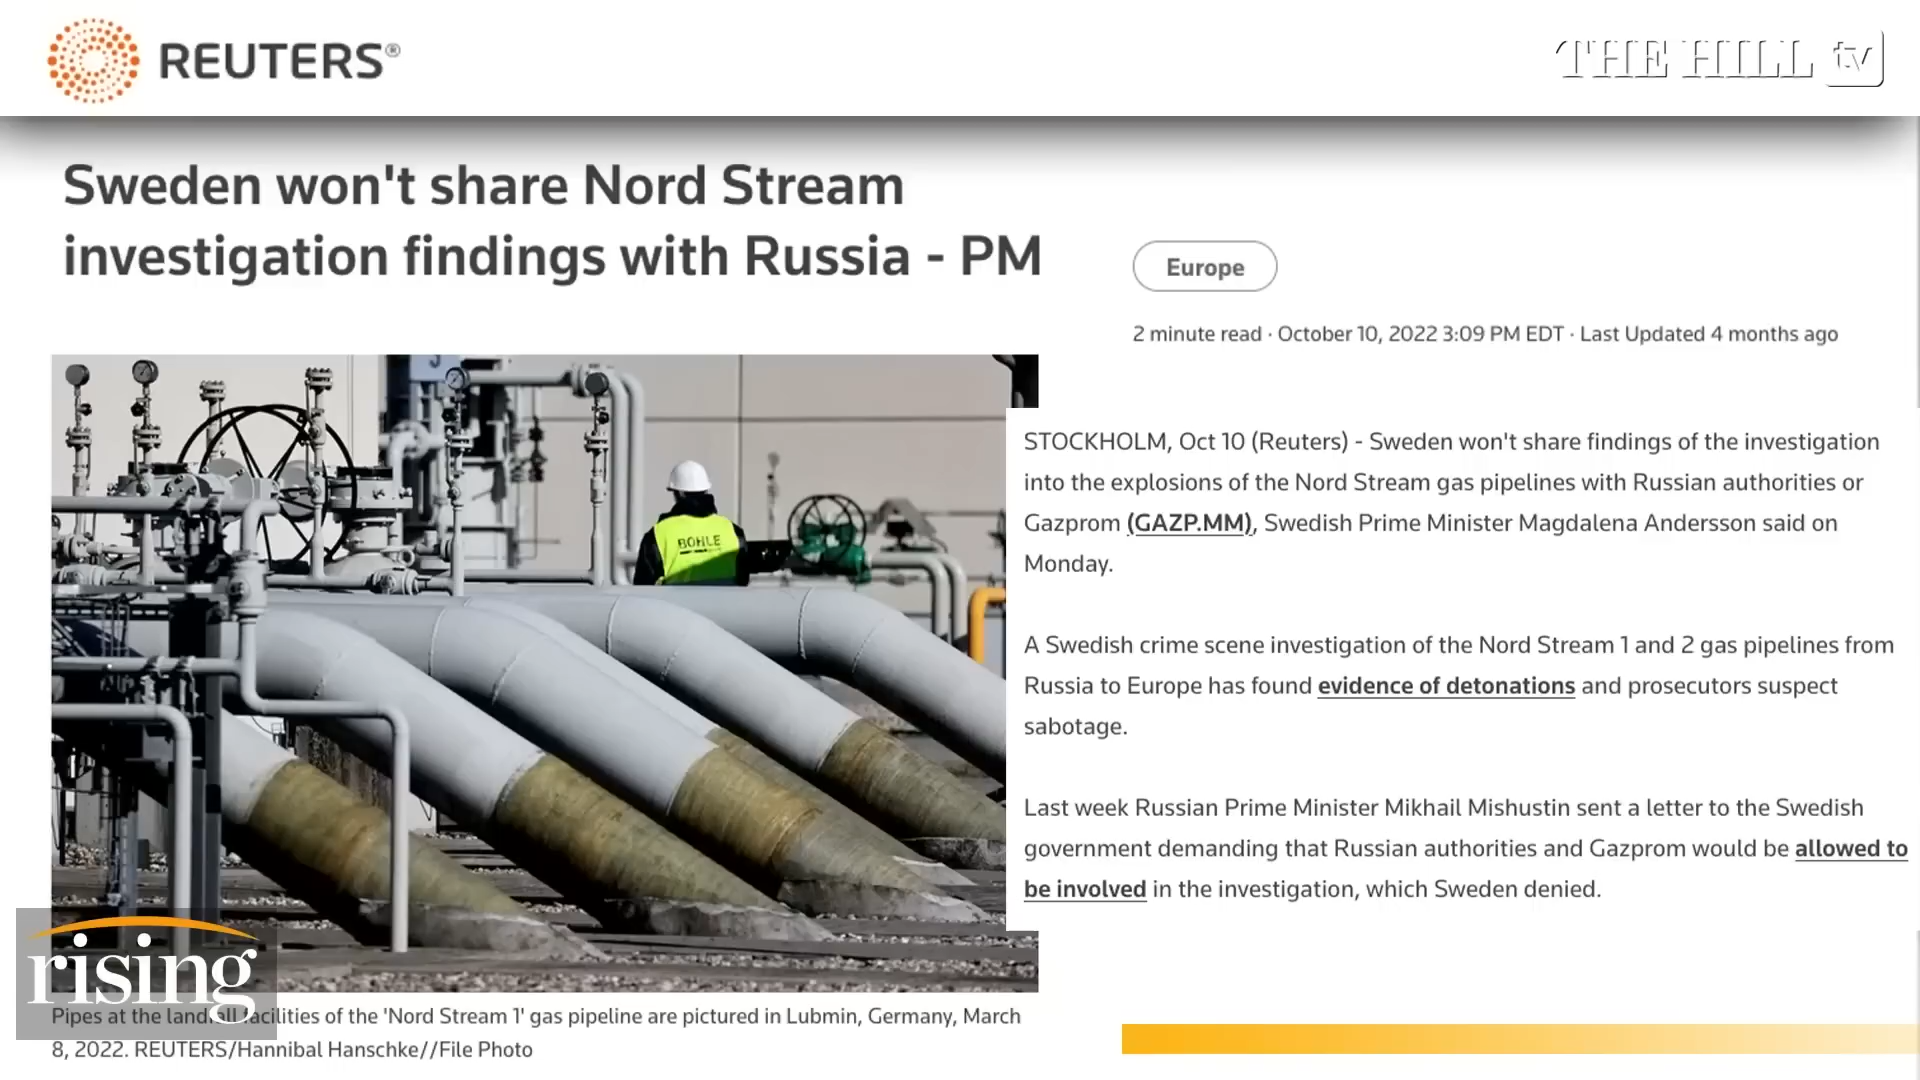 REUTERS®
THE HILL tv
Sweden won't share Nord Stream
investigation findings with Russia - PM
Europe
2 minute read · October 10, 2022 3:09 PM EDT · Last Updated 4 months ago
BOHLE
STOCKHOLM, Oct 10 (Reuters) - Sweden won't share findings of the investigation
into the explosions of the Nord Stream gas pipelines with Russian authorities or
Gazprom (GAZP.MM), Swedish Prime Minister Magdalena Andersson said on
Monday.
A Swedish crime scene investigation of the Nord Stream 1 and 2 gas pipelines from
Russia to Europe has found evidence of detonations and prosecutors suspect
sabotage.
Last week Russian Prime Minister Mikhail Mishustin sent a letter to the Swedish
government demanding that Russian authorities and Gazprom would be allowed to
be involved in the investigation, which Sweden denied.
rising
Pipes at the landfall facilities of the 'Nord Stream 1' gas pipeline are pictured in Lubmin, Germany, March
8, 2022. REUTERS/Hannibal Hanschke//File Photo